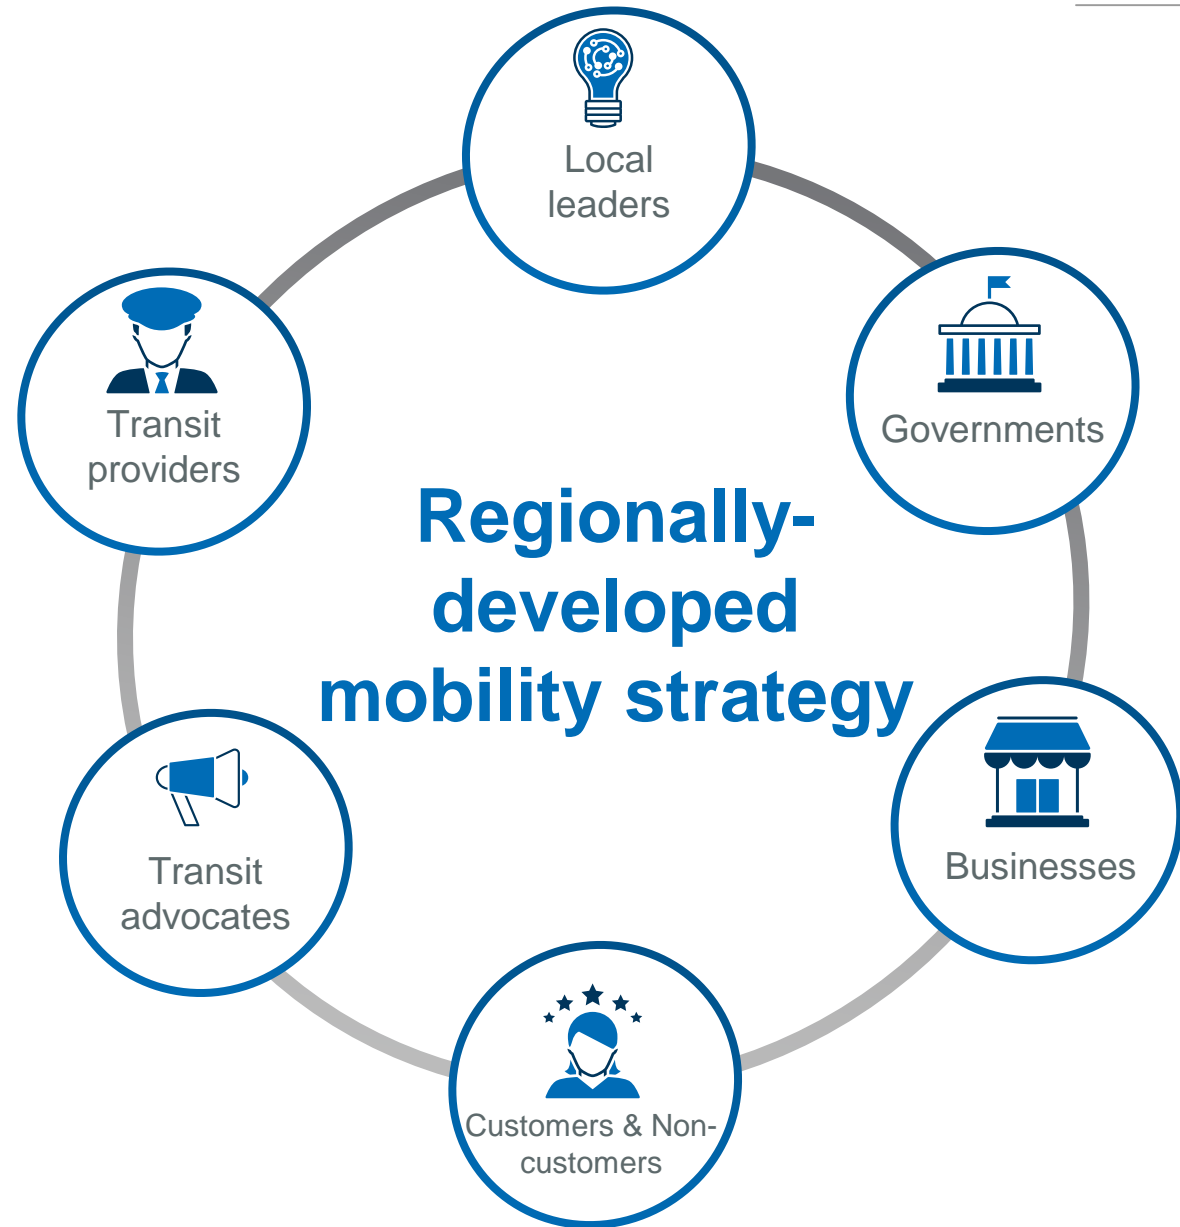 Local
leaders
Governments
Transit
providers
Regionally-
developed
mobility strategy
Businesses
Transit
advocates
Customers & Non-
customers